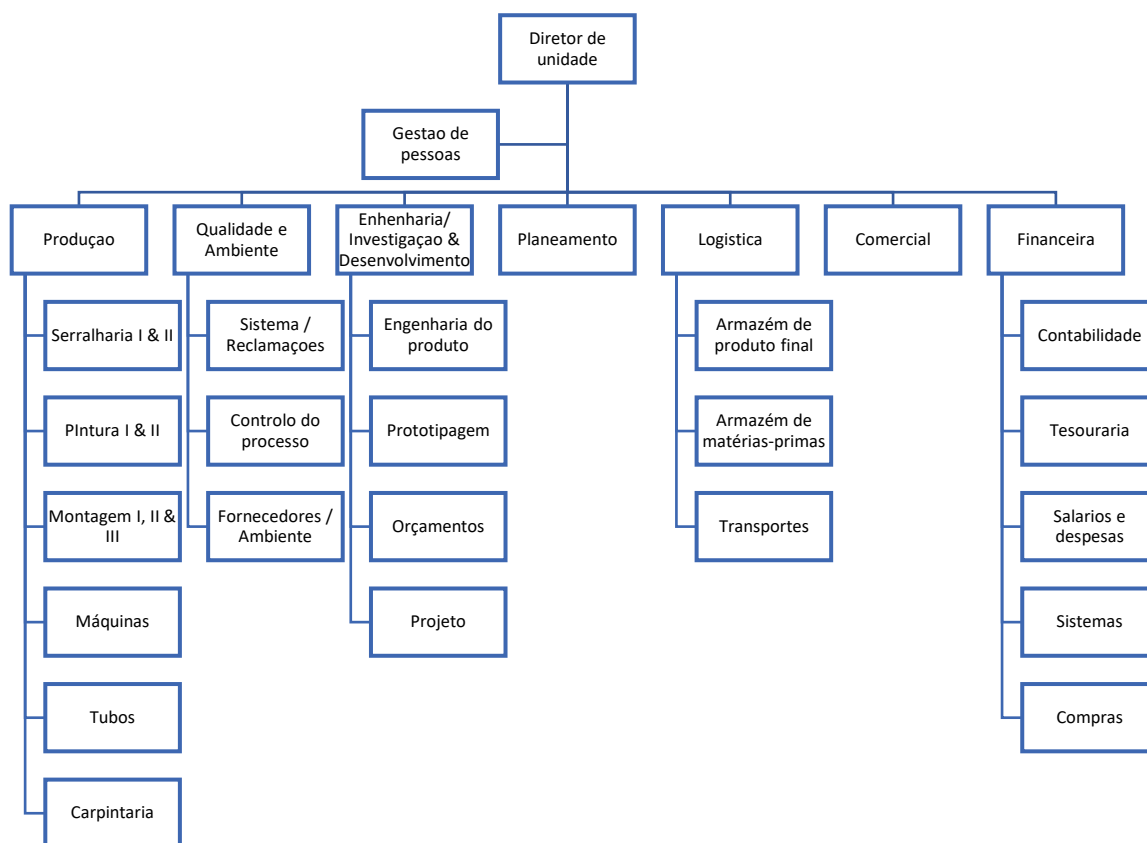 Diretor de
unidade
Gestao de
pessoas
Produçao
Qualidade e
Ambiente
Enhenharia/
Investigaçao &
Desenvolvimento
Planeamento
Logistica
Comercial
Financeira
Serralharia I & II
Sistema /
Reclamaçoes
Engenharia do
produto
Armazém de
produto final
Contabilidade
PIntura I & II
Controlo do
processo
Prototipagem
Armazém de
matérias-primas
Tesouraria
Montagem I, II &
III
Fornecedores /
Ambiente
Orçamentos
Transportes
Salarios e
despesas
Máquinas
Projeto
Sistemas
Tubos
Compras
Carpintaria